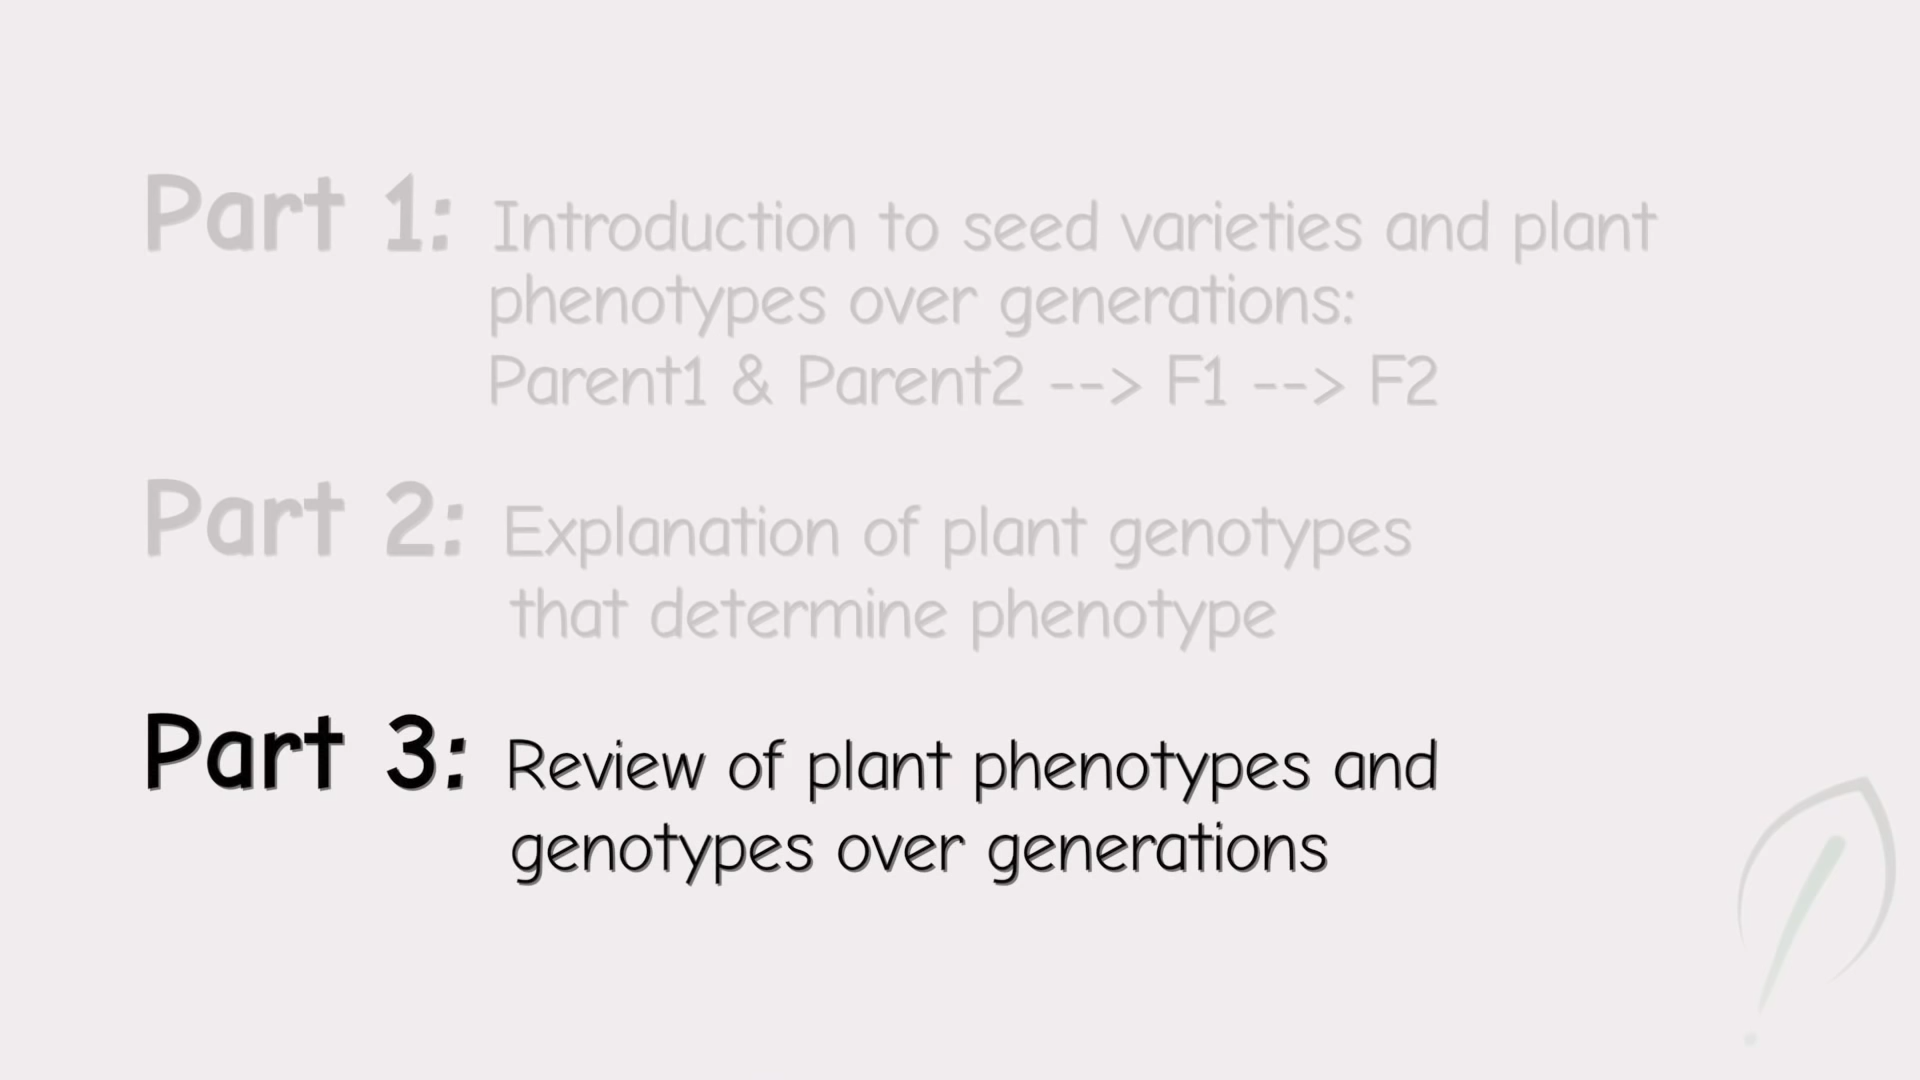 Part 1: Introduction to seed varieties and plant
phenotypes over generations:
Parent1 & Parent2 --> F1 --> F2
Part 2: Explanation of plant genotypes
that determine phenotype
Part 3: Review of plant phenotypes and
genotypes over generations